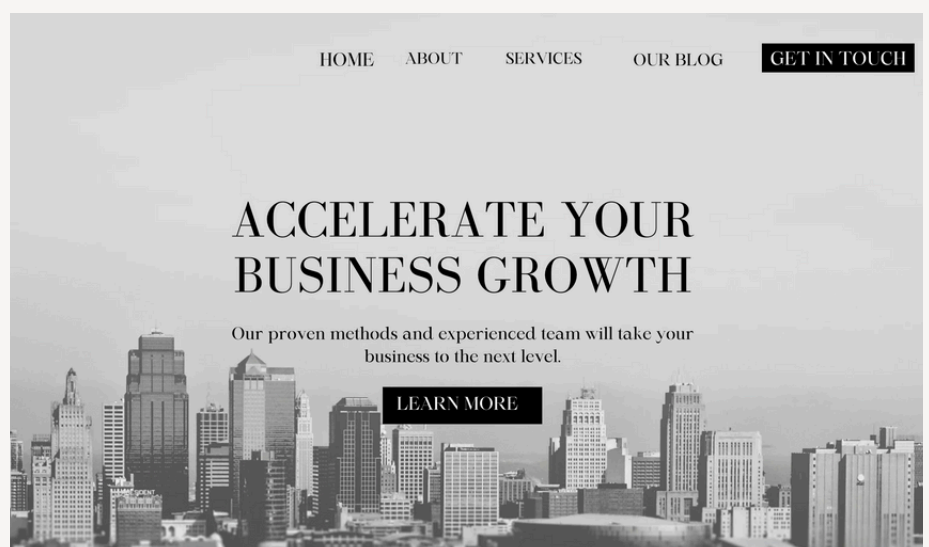 HOME ABOUT SERVICES OUR BLOG GET IN TOUCH
ACCELERATE YOUR
BUSINESS GROWTH
Our proven methods and experienced team will take your
business to the next level.
LEARN MORE